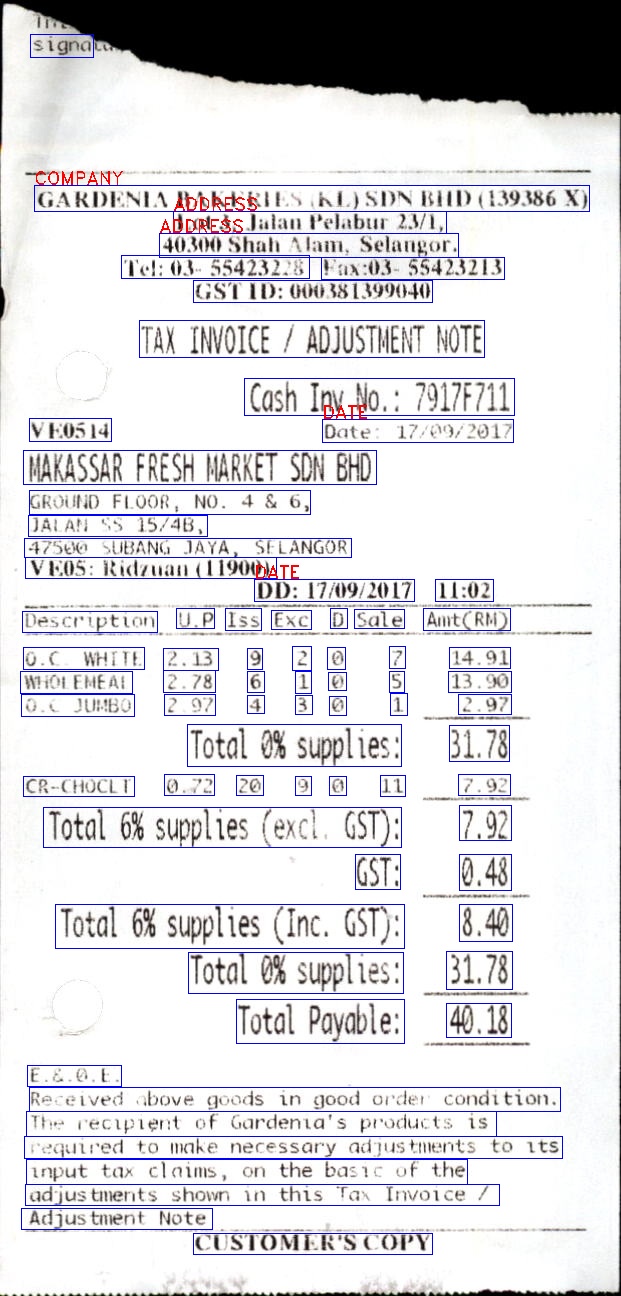 signatu
COMPANY
GARDENIA BAKERIES (KL) SDN BHD (139386 X)
ADDRESS
Lot 3, Jalan Pelabur 23/1,
ADDRESS
40300 Shah Alam, Selangor.
Tel: 03- 55423228 Fax:03- 55423213
GST ID: 000381399040
TAX INVOICE / ADJUSTMENT NOTE
Cash Inv No.: 7917F711
DATE
VE0514 Date: 17/09/2017
MAKASSAR FRESH MARKET SDN BHD
GROUND FLOOR, NO. 4 & 6,
JALAN SS 15/4B,
47500 SUBANG JAYA, SELANGOR
VE05: Ridzuan (11900)
DATE
DD: 17/09/2017 11:02
Description U.P Iss Exc D Sale Amt(RM)
O.C. WHITE 2.13 9 2 0 7 14.91
WHOLEMEAL 2.78 6 1 0 5 13.90
O.C JUMBO 2.97 4 3 0 1 2.97
Total 0% supplies: 31.78
CR-CHOCLT 0.72 20 9 0 11 7.92
Total 6% supplies (excl. GST): 7.92
GST: 0.48
Total 6% supplies (Inc. GST): 8.40
Total 0% supplies: 31.78
Total Payable: 40.18
E.&.O.E.
Received above goods in good order condition.
The recipient of Gardenia's products is
required to make necessary adjustments to its
input tax claims, on the basic of the
adjustments shown in this Tax Invoice /
Adjustment Note
CUSTOMER'S COPY